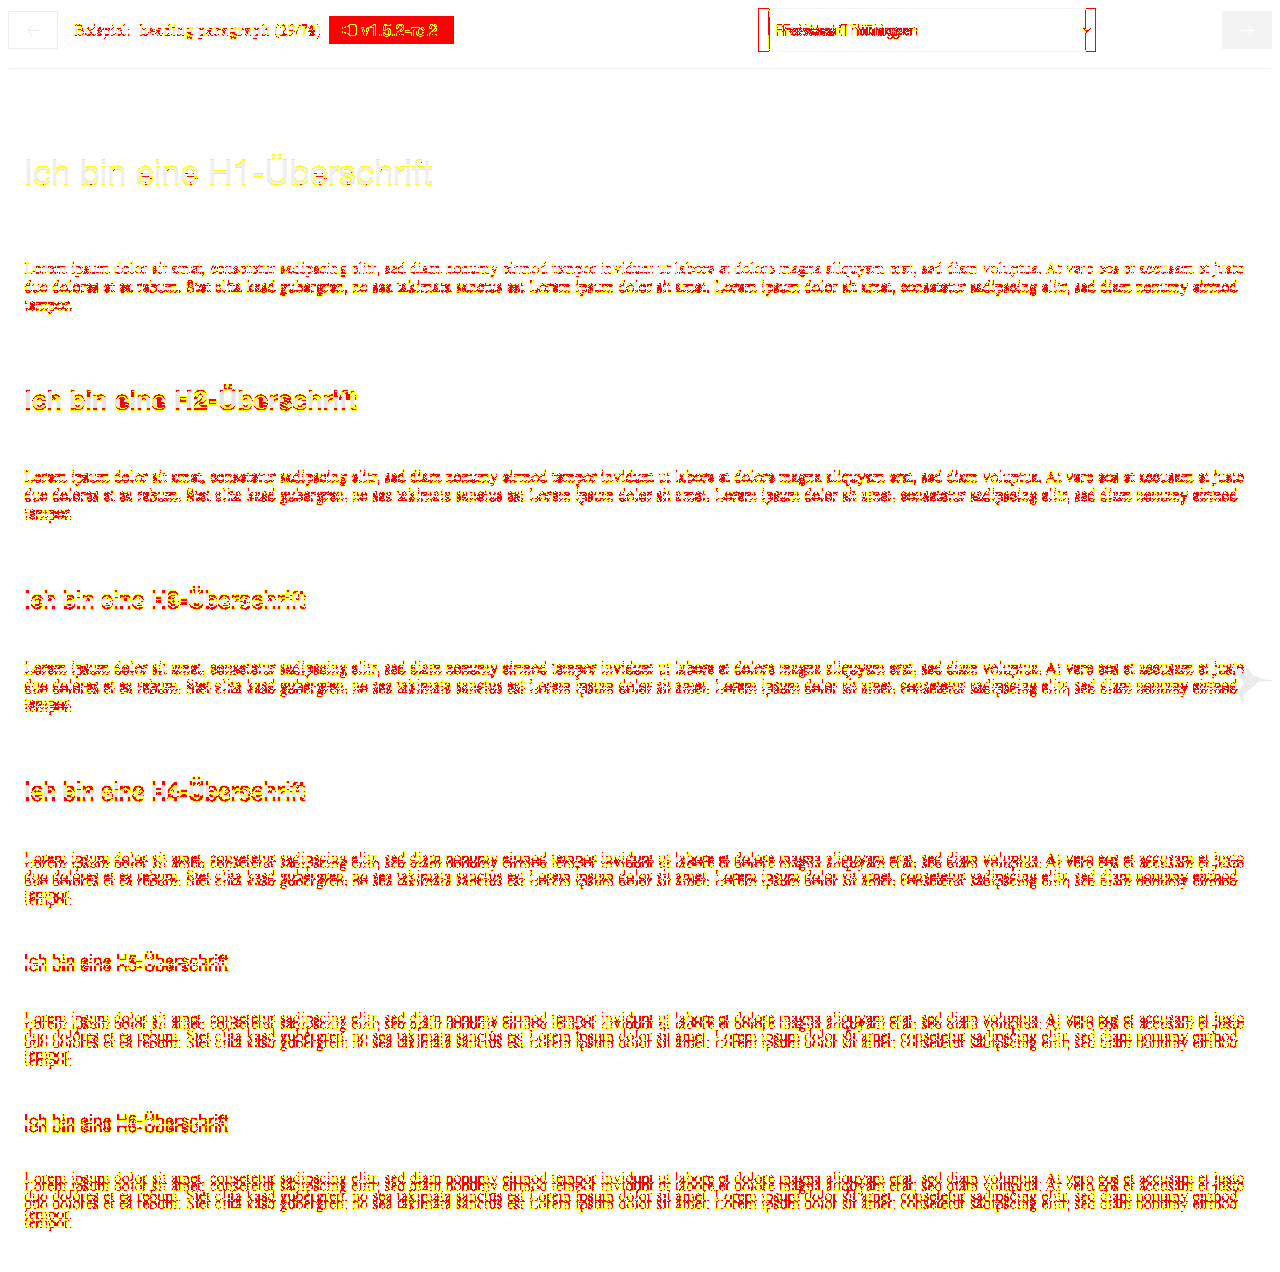 Beispiel: heading paragraph
v1.5.2-rc.2
Ich bin eine H1-Überschrift
Lorem ipsum dolor sit amet, consetetur sadipscing elitr, sed diam nonumy eirmod tempor invidunt ut labore et dolore magna aliquyam erat, sed diam voluptua. At vero eos et accusam et justo
duo dolores et ea rebum. Stet clita kasd gubergren, no sea takimata sanctus est Lorem ipsum dolor sit amet. Lorem ipsum dolor sit amet, consetetur sadipscing elitr, sed diam nonumy eirmod
tempor.
Ich bin eine H2-Überschrift
Lorem ipsum dolor sit amet, consetetur sadipscing elitr, sed diam nonumy eirmod tempor invidunt ut labore et dolore magna aliquyam erat, sed diam voluptua. At vero eos et accusam et justo
duo dolores et ea rebum. Stet clita kasd gubergren, no sea takimata sanctus est Lorem ipsum dolor sit amet. Lorem ipsum dolor sit amet, consetetur sadipscing elitr, sed diam nonumy eirmod
tempor.
Ich bin eine H3-Überschrift
Lorem ipsum dolor sit amet, consetetur sadipscing elitr, sed diam nonumy eirmod tempor invidunt ut labore et dolore magna aliquyam erat, sed diam voluptua. At vero eos et accusam et justo
duo dolores et ea rebum. Stet clita kasd gubergren, no sea takimata sanctus est Lorem ipsum dolor sit amet. Lorem ipsum dolor sit amet, consetetur sadipscing elitr, sed diam nonumy eirmod
tempor.
Ich bin eine H4-Überschrift
Lorem ipsum dolor sit amet, consetetur sadipscing elitr, sed diam nonumy eirmod tempor invidunt ut labore et dolore magna aliquyam erat, sed diam voluptua. At vero eos et accusam et justo
duo dolores et ea rebum. Stet clita kasd gubergren, no sea takimata sanctus est Lorem ipsum dolor sit amet. Lorem ipsum dolor sit amet, consetetur sadipscing elitr, sed diam nonumy eirmod
tempor.
Ich bin eine H5-Überschrift
Lorem ipsum dolor sit amet, consetetur sadipscing elitr, sed diam nonumy eirmod tempor invidunt ut labore et dolore magna aliquyam erat, sed diam voluptua. At vero eos et accusam et justo
duo dolores et ea rebum. Stet clita kasd gubergren, no sea takimata sanctus est Lorem ipsum dolor sit amet. Lorem ipsum dolor sit amet, consetetur sadipscing elitr, sed diam nonumy eirmod
tempor.
Ich bin eine H6-Überschrift
Lorem ipsum dolor sit amet, consetetur sadipscing elitr, sed diam nonumy eirmod tempor invidunt ut labore et dolore magna aliquyam erat, sed diam voluptua. At vero eos et accusam et justo
duo dolores et ea rebum. Stet clita kasd gubergren, no sea takimata sanctus est Lorem ipsum dolor sit amet. Lorem ipsum dolor sit amet, consetetur sadipscing elitr, sed diam nonumy eirmod
tempor.